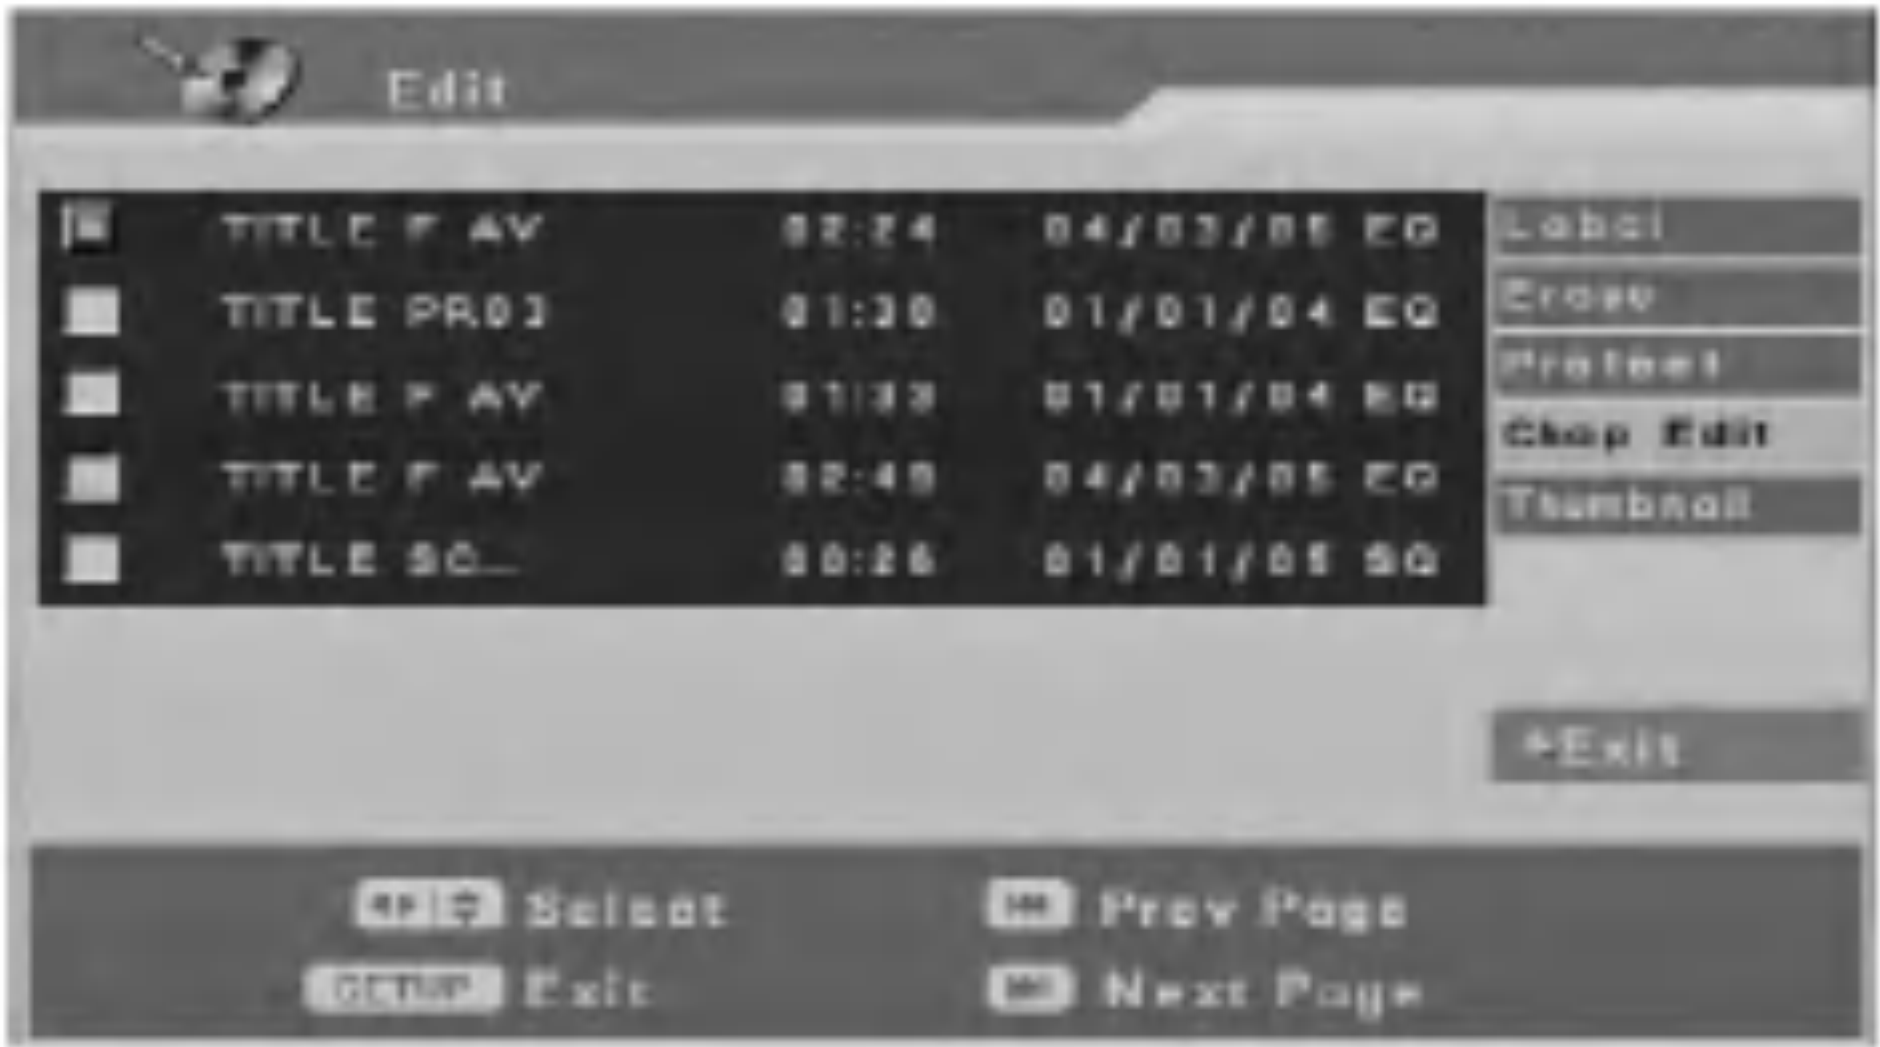 Edit
TITLE F AV 02:24 04/03/05 EQ
TITLE PR03 01:30 01/01/04 EQ
TITLE F AV 01:33 01/01/04 EQ
TITLE F AV 02:49 04/03/05 EQ
TITLE SC... 00:26 01/01/05 SQ
Label
Erase
Protect
Chap Edit
Thumbnail
Exit
Select
Prev Page
SETUP Exit
Next Page